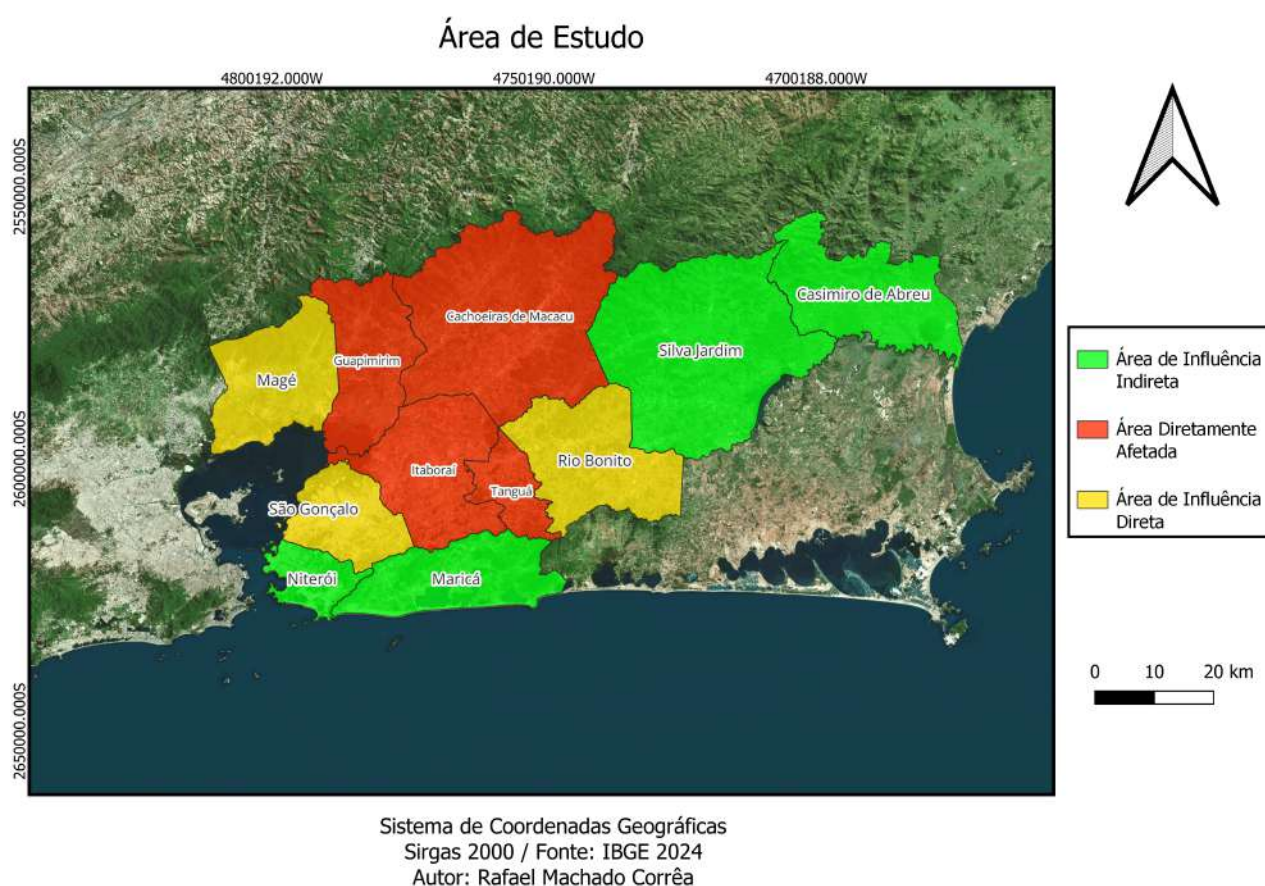 Área de Estudo
4800192.000W
4750190.000W
4700188.000W
2550000.000S
2600000.000S
2650000.000S
Casimiro de Abreu
Cachoeiras de Macacu
Silva Jardim
Guapimirim
Magé
Rio Bonito
Itaboraí
Tanguá
São Gonçalo
Niterói
Maricá
Área de Influência
Indireta
Área Diretamente
Afetada
Área de Influência
Direta
0 10 20 km
Sistema de Coordenadas Geográficas
Sirgas 2000 / Fonte: IBGE 2024
Autor: Rafael Machado Corrêa